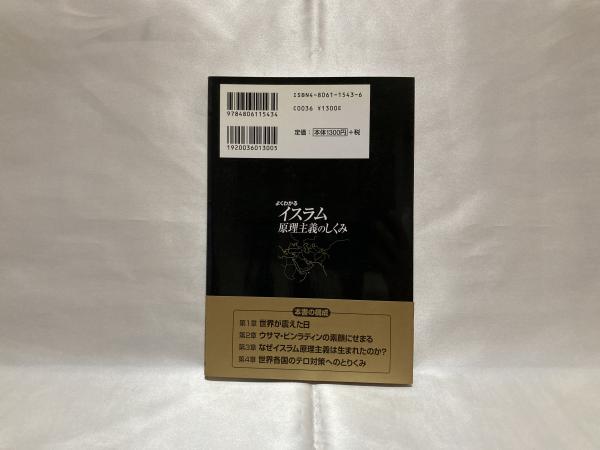 ISBN4-8061-1543-6
C0036 ¥1300E
定価：本体1300円+税
9784806115434
1920036013005
よくわかる
イスラム
原理主義のしくみ
本書の構成
第1章 世界が震えた日
第2章 ウサマ・ビンラディンの素顔にせまる
第3章 なぜイスラム原理主義は生まれたのか?
第4章 世界各国のテロ対策へのとりくみ